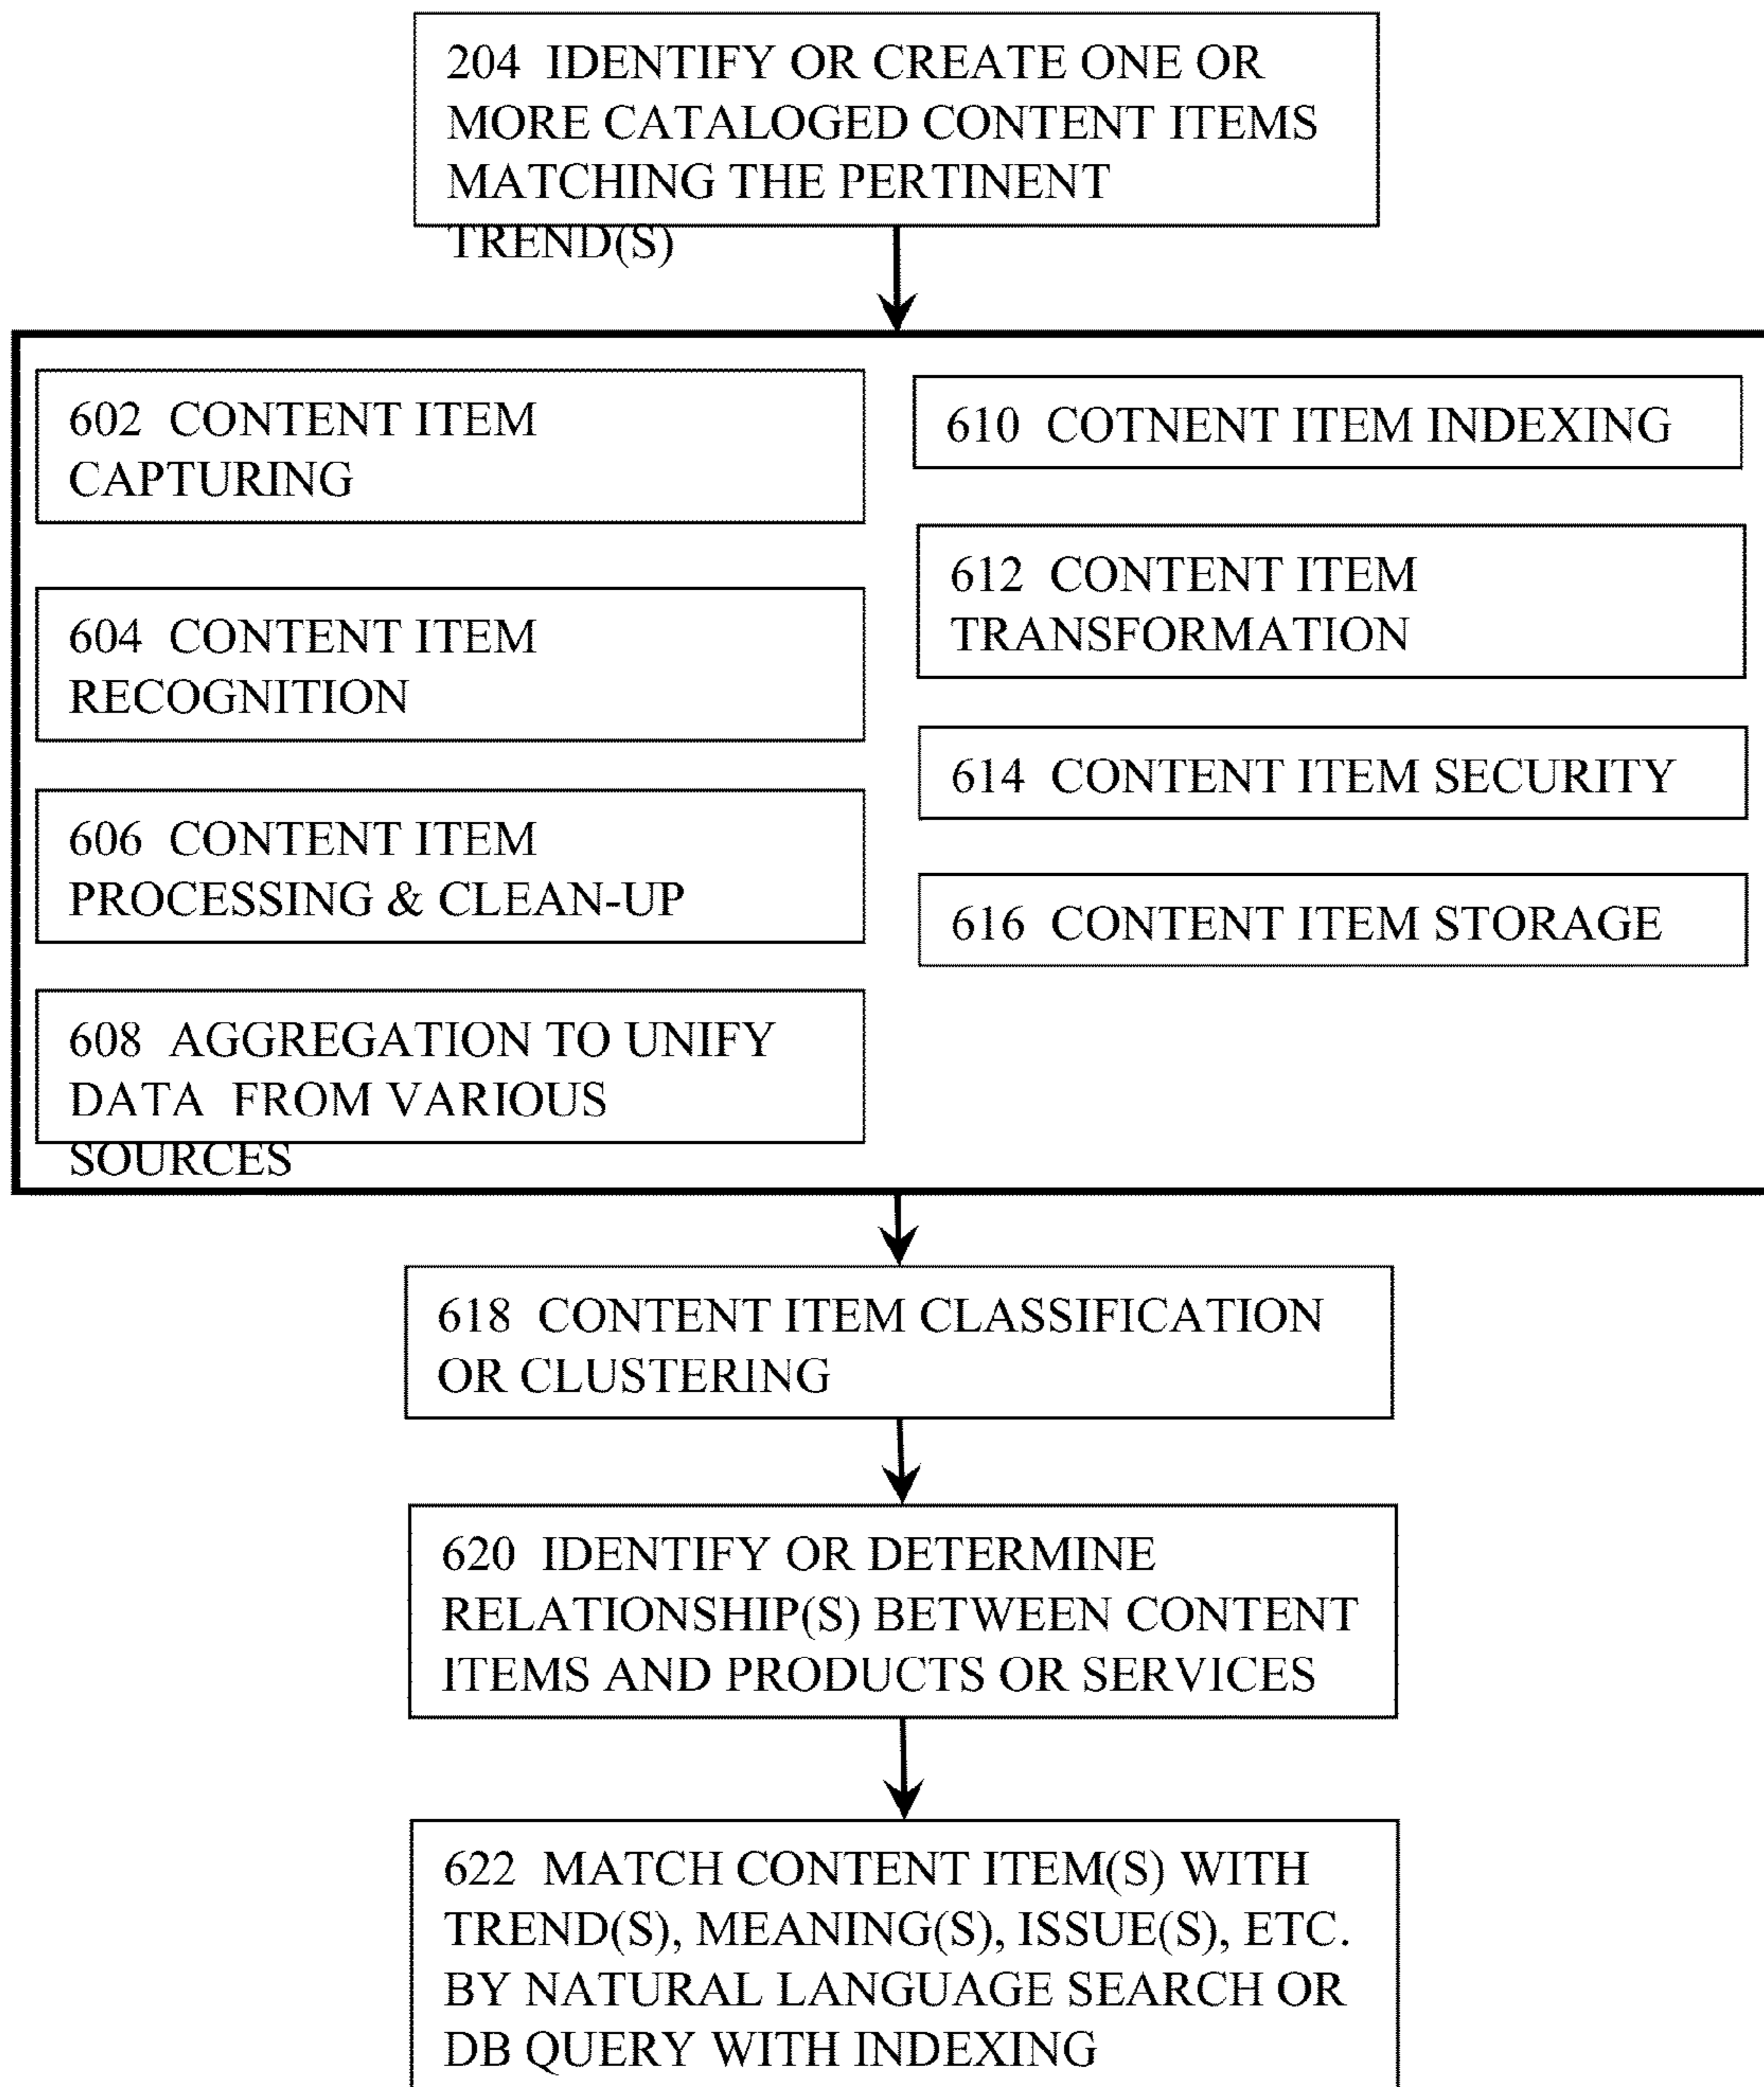 204 IDENTIFY OR CREATE ONE OR
MORE CATALOGED CONTENT ITEMS
MATCHING THE PERTINENT
TREND(S)
602 CONTENT ITEM
CAPTURING
604 CONTENT ITEM
RECOGNITION
606 CONTENT ITEM
PROCESSING & CLEAN-UP
608 AGGREGATION TO UNIFY
DATA FROM VARIOUS
SOURCES
610 COTNENT ITEM INDEXING
612 CONTENT ITEM
TRANSFORMATION
614 CONTENT ITEM SECURITY
616 CONTENT ITEM STORAGE
618 CONTENT ITEM CLASSIFICATION
OR CLUSTERING
620 IDENTIFY OR DETERMINE
RELATIONSHIP(S) BETWEEN CONTENT
ITEMS AND PRODUCTS OR SERVICES
622 MATCH CONTENT ITEM(S) WITH
TREND(S), MEANING(S), ISSUE(S), ETC.
BY NATURAL LANGUAGE SEARCH OR
DB QUERY WITH INDEXING